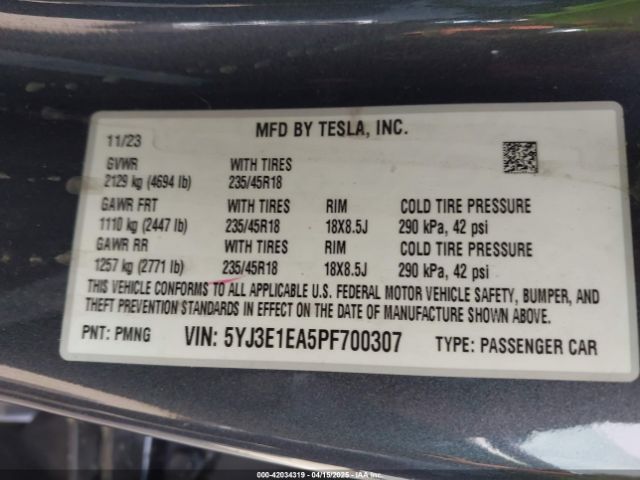 MFD BY TESLA, INC.
11/23
GVWR WITH TIRES
2129 kg (4694 lb) 235/45R18
GAWR FRT WITH TIRES RIM COLD TIRE PRESSURE
1110 kg (2447 lb) 235/45R18 18X8.5J 290 kPa, 42 psi
GAWR RR WITH TIRES RIM COLD TIRE PRESSURE
1257 kg (2771 lb) 235/45R18 18X8.5J 290 kPa, 42 psi
THIS VEHICLE CONFORMS TO ALL APPLICABLE U.S. FEDERAL MOTOR VEHICLE SAFETY, BUMPER, AND
THEFT PREVENTION STANDARDS IN EFFECT ON THE DATE OF MANUFACTURE SHOWN ABOVE.
PNT: PMNG VIN: 5YJ3E1EA5PF700307 TYPE: PASSENGER CAR
000-42034319 - 04/15/2025 - IAA Inc.